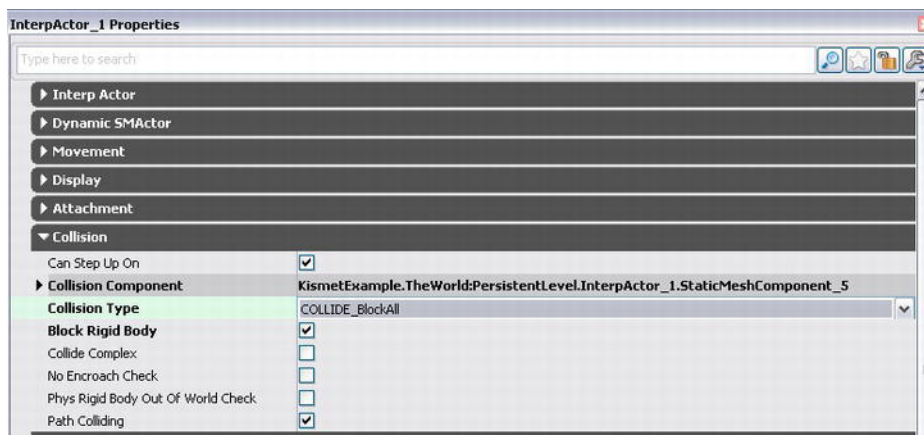 InterpActor_1 Properties
Type here to search
Interp Actor
Dynamic SMActor
Movement
Display
Attachment
Collision
Can Step Up On
Collision Component KismetExample.TheWorld:PersistentLevel.InterpActor_1.StaticMeshComponent_5
Collision Type COLLIDE_BlockAll
Block Rigid Body
Collide Complex
No Encroach Check
Phys Rigid Body Out Of World Check
Path Colliding